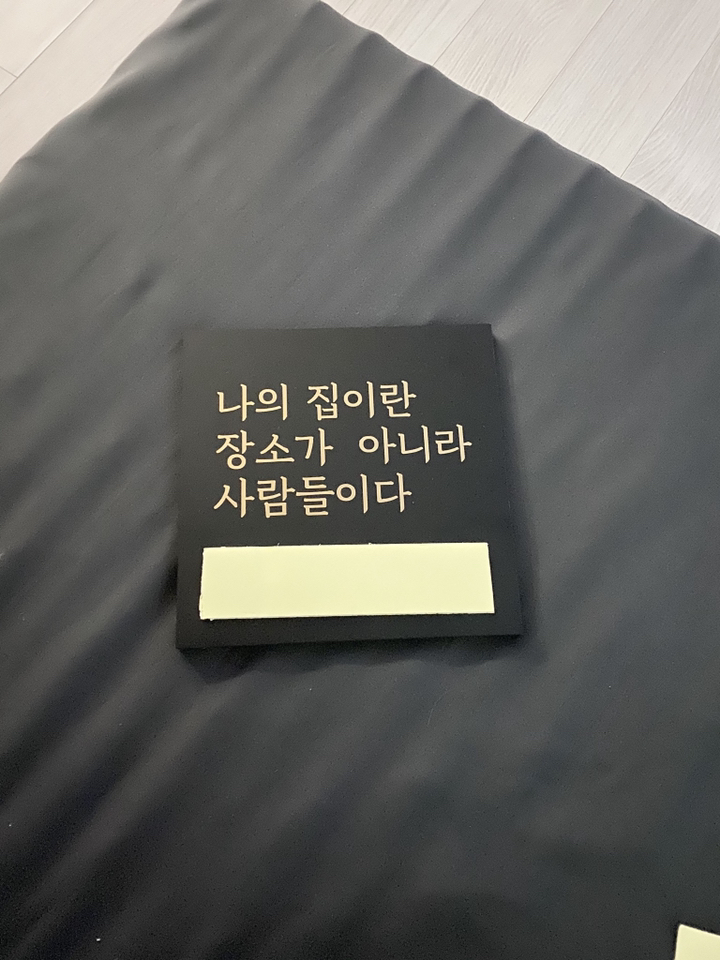 나의 집이란
장소가 아니라
사람들이다